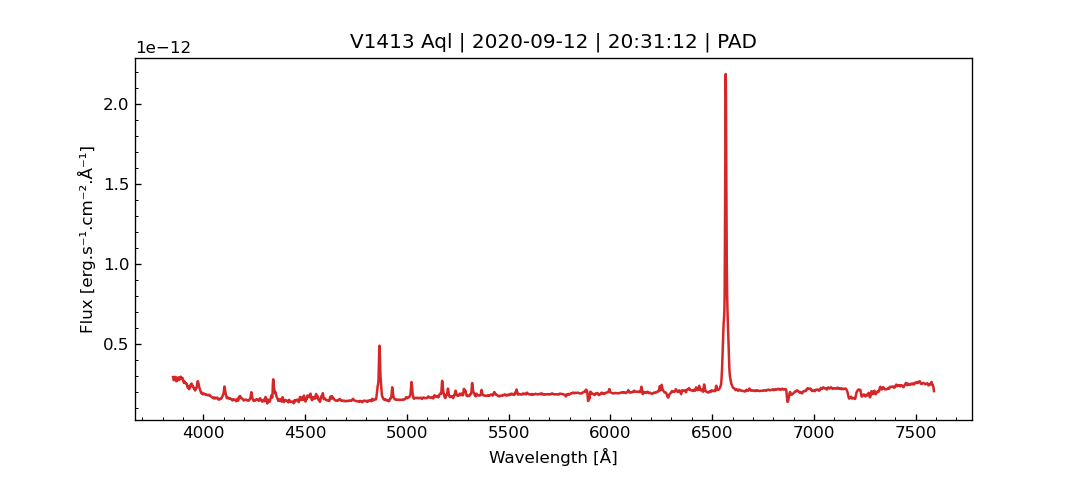 V1413 Aql | 2020-09-12 | 20:31:12 | PAD
1e−12
2.0
1.5
1.0
0.5
Flux [erg.s⁻¹.cm⁻².Å⁻¹]
4000 4500 5000 5500 6000 6500 7000 7500
Wavelength [Å]